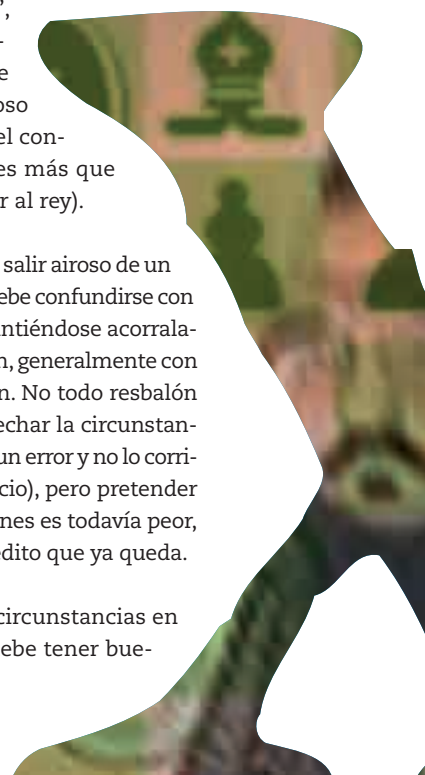 el con-
es más que
r al rey).
salir airoso de un
ebe confundirse con
ntiéndose acorrala-
n, generalmente con
n. No todo resbalón
echar la circunstan-
un error y no lo corri-
cio), pero pretender
nes es todavía peor,
édito que ya queda.
circunstancias en
ebe tener bue-